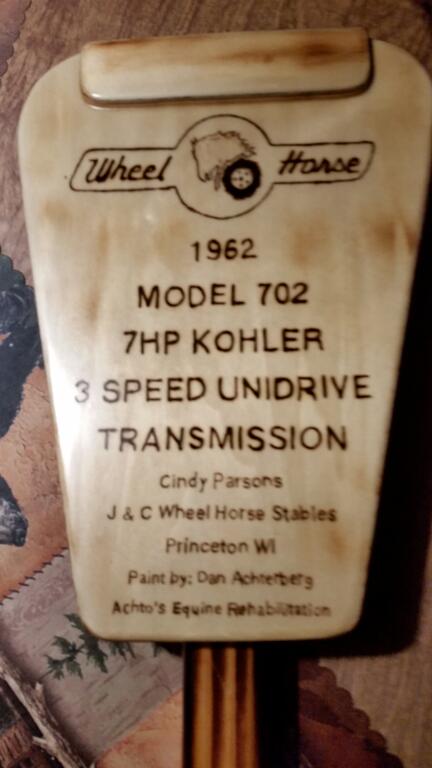 Wheel Horse
1962
MODEL 702
7HP KOHLER
3 SPEED UNIDRIVE
TRANSMISSION
Cindy Parsons
J & C Wheel Horse Stables
Princeton WI
Paint by: Dan Achterberg
Achto's Equine Rehabilitation